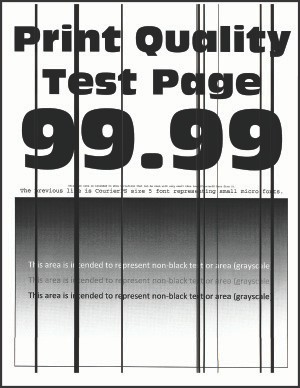 Print Quality
Test Page
99.99
The previous line is Courier's size 5 font representing small micro fonts.
This area is intended to represent non-black text or area (grayscale)
This area is intended to represent non-black text or area (grayscale)
This area is intended to represent non-black text or area (grayscale)